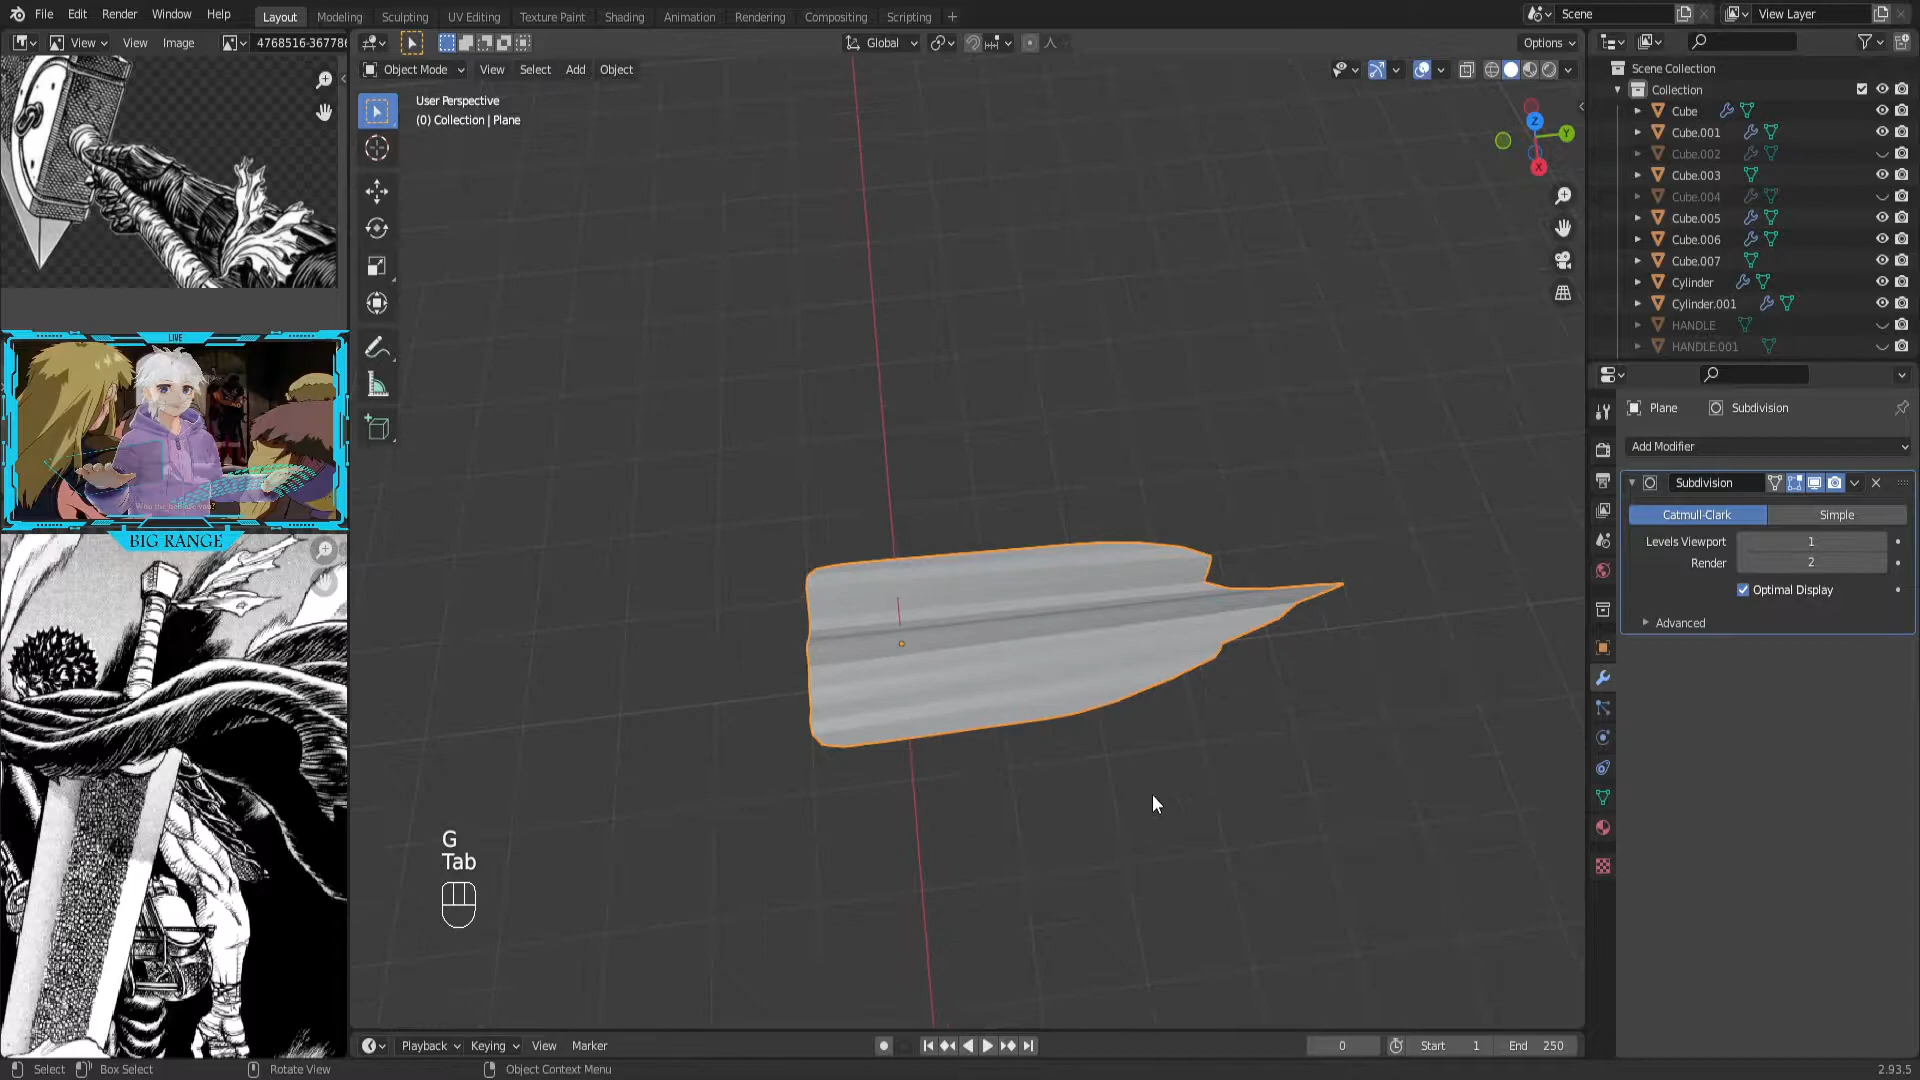 File Edit Render Window Help
Layout Modeling Sculpting UV Editing Texture Paint Shading Animation Rendering Compositing Scripting +
Scene
View Layer
View View Image 4768516-367786
Global
Options
Object Mode View Select Add Object
User Perspective
(0) Collection | Plane
Z
Y
X
Scene Collection
Collection
Cube
Cube.001
Cube.002
Cube.003
Cube.004
Cube.005
Cube.006
Cube.007
Cylinder
Cylinder.001
HANDLE
HANDLE.001
Plane Subdivision
Add Modifier
Subdivision
Catmull-Clark Simple
Levels Viewport 1
Render 2
Optimal Display
Advanced
LIVE
BIG RANGE
G
Tab
Playback Keying View Marker
0 Start 1 End 250
Select Box Select Rotate View Object Context Menu
2.93.5